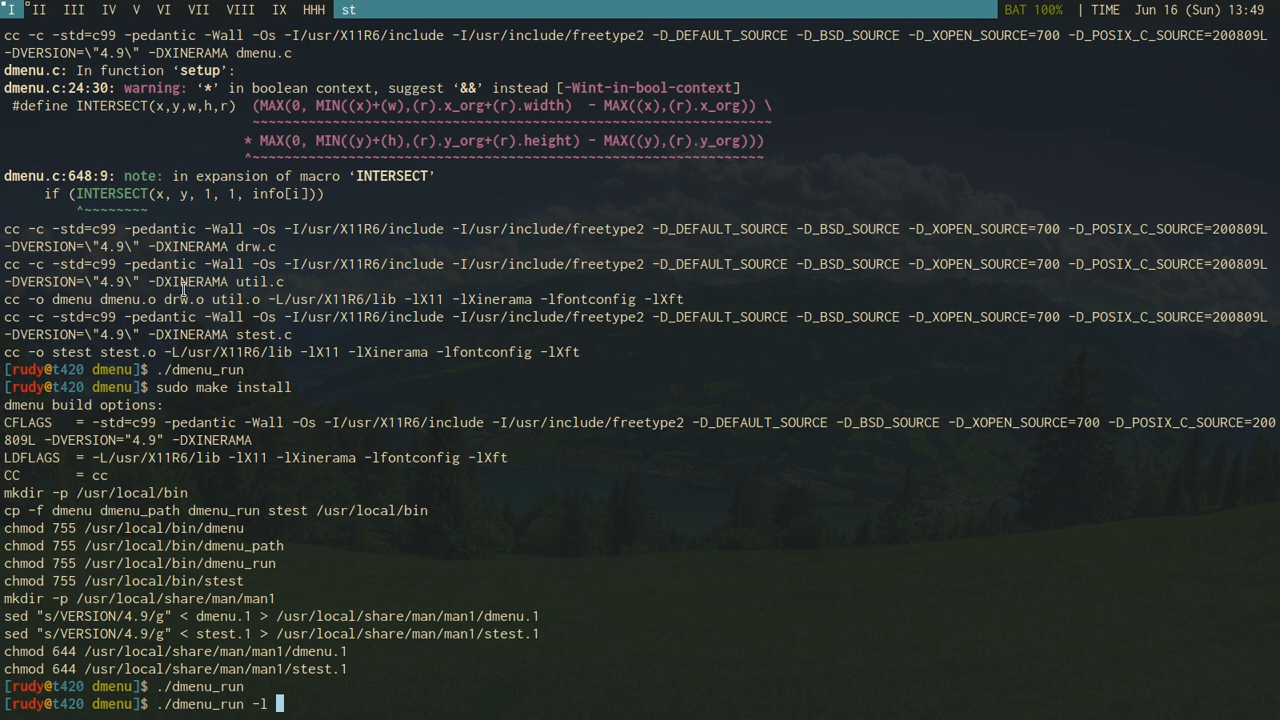 I II III IV V VI VII VIII IX HHH st BAT 100% | TIME Jun 16 (Sun) 13:49
cc -c -std=c99 -pedantic -Wall -Os -I/usr/X11R6/include -I/usr/include/freetype2 -D_DEFAULT_SOURCE -D_BSD_SOURCE -D_XOPEN_SOURCE=700 -D_POSIX_C_SOURCE=200809L
-DVERSION=\"4.9\" -DXINERAMA dmenu.c
dmenu.c: In function ‘setup’:
dmenu.c:24:30: warning: ‘*’ in boolean context, suggest ‘&&’ instead [-Wint-in-bool-context]
 #define INTERSECT(x,y,w,h,r)  (MAX(0, MIN((x)+(w),(r).x_org+(r).width)  - MAX((x),(r).x_org)) \
                               ~~~~~~~~~~~~~~~~~~~~~~~~~~~~~~~~~~~~~~~~~~~~~~~~~~~~~~~~~~~~~~~~~
                              * MAX(0, MIN((y)+(h),(r).y_org+(r).height) - MAX((y),(r).y_org)))
                              ^~~~~~~~~~~~~~~~~~~~~~~~~~~~~~~~~~~~~~~~~~~~~~~~~~~~~~~~~~~~~~~~~
dmenu.c:648:9: note: in expansion of macro ‘INTERSECT’
     if (INTERSECT(x, y, 1, 1, info[i]))
         ^~~~~~~~~
cc -c -std=c99 -pedantic -Wall -Os -I/usr/X11R6/include -I/usr/include/freetype2 -D_DEFAULT_SOURCE -D_BSD_SOURCE -D_XOPEN_SOURCE=700 -D_POSIX_C_SOURCE=200809L
-DVERSION=\"4.9\" -DXINERAMA drw.c
cc -c -std=c99 -pedantic -Wall -Os -I/usr/X11R6/include -I/usr/include/freetype2 -D_DEFAULT_SOURCE -D_BSD_SOURCE -D_XOPEN_SOURCE=700 -D_POSIX_C_SOURCE=200809L
-DVERSION=\"4.9\" -DXINERAMA util.c
cc -o dmenu dmenu.o drw.o util.o -L/usr/X11R6/lib -lX11 -lXinerama -lfontconfig -lXft
cc -c -std=c99 -pedantic -Wall -Os -I/usr/X11R6/include -I/usr/include/freetype2 -D_DEFAULT_SOURCE -D_BSD_SOURCE -D_XOPEN_SOURCE=700 -D_POSIX_C_SOURCE=200809L
-DVERSION=\"4.9\" -DXINERAMA stest.c
cc -o stest stest.o -L/usr/X11R6/lib -lX11 -lXinerama -lfontconfig -lXft
[rudy@t420 dmenu]$ ./dmenu_run
[rudy@t420 dmenu]$ sudo make install
dmenu build options:
CFLAGS   = -std=c99 -pedantic -Wall -Os -I/usr/X11R6/include -I/usr/include/freetype2 -D_DEFAULT_SOURCE -D_BSD_SOURCE -D_XOPEN_SOURCE=700 -D_POSIX_C_SOURCE=200
809L -DVERSION="4.9" -DXINERAMA
LDFLAGS  = -L/usr/X11R6/lib -lX11 -lXinerama -lfontconfig -lXft
CC       = cc
mkdir -p /usr/local/bin
cp -f dmenu dmenu_path dmenu_run stest /usr/local/bin
chmod 755 /usr/local/bin/dmenu
chmod 755 /usr/local/bin/dmenu_path
chmod 755 /usr/local/bin/dmenu_run
chmod 755 /usr/local/bin/stest
mkdir -p /usr/local/share/man/man1
sed "s/VERSION/4.9/g" < dmenu.1 > /usr/local/share/man/man1/dmenu.1
sed "s/VERSION/4.9/g" < stest.1 > /usr/local/share/man/man1/stest.1
chmod 644 /usr/local/share/man/man1/dmenu.1
chmod 644 /usr/local/share/man/man1/stest.1
[rudy@t420 dmenu]$ ./dmenu_run
[rudy@t420 dmenu]$ ./dmenu_run -l